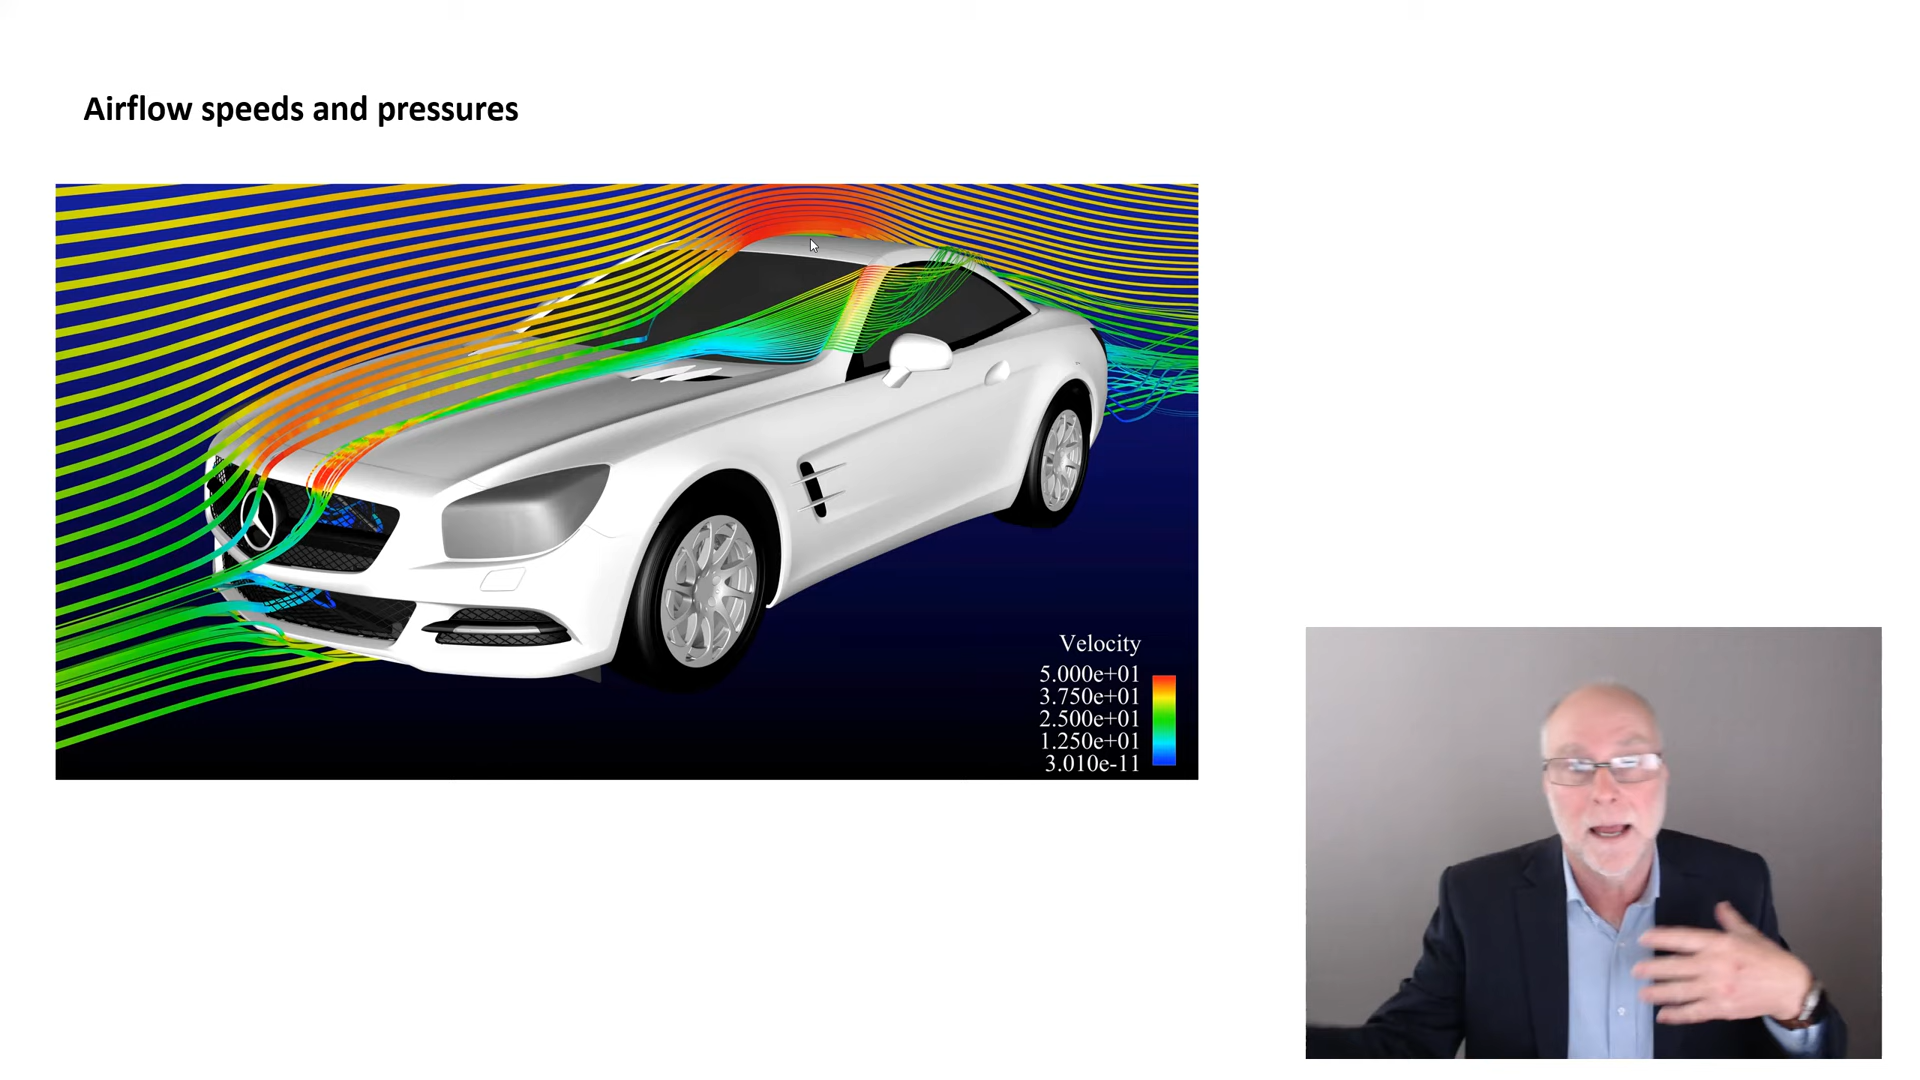 Airflow speeds and pressures
Velocity
5.000e+01
3.750e+01
2.500e+01
1.250e+01
3.010e-11